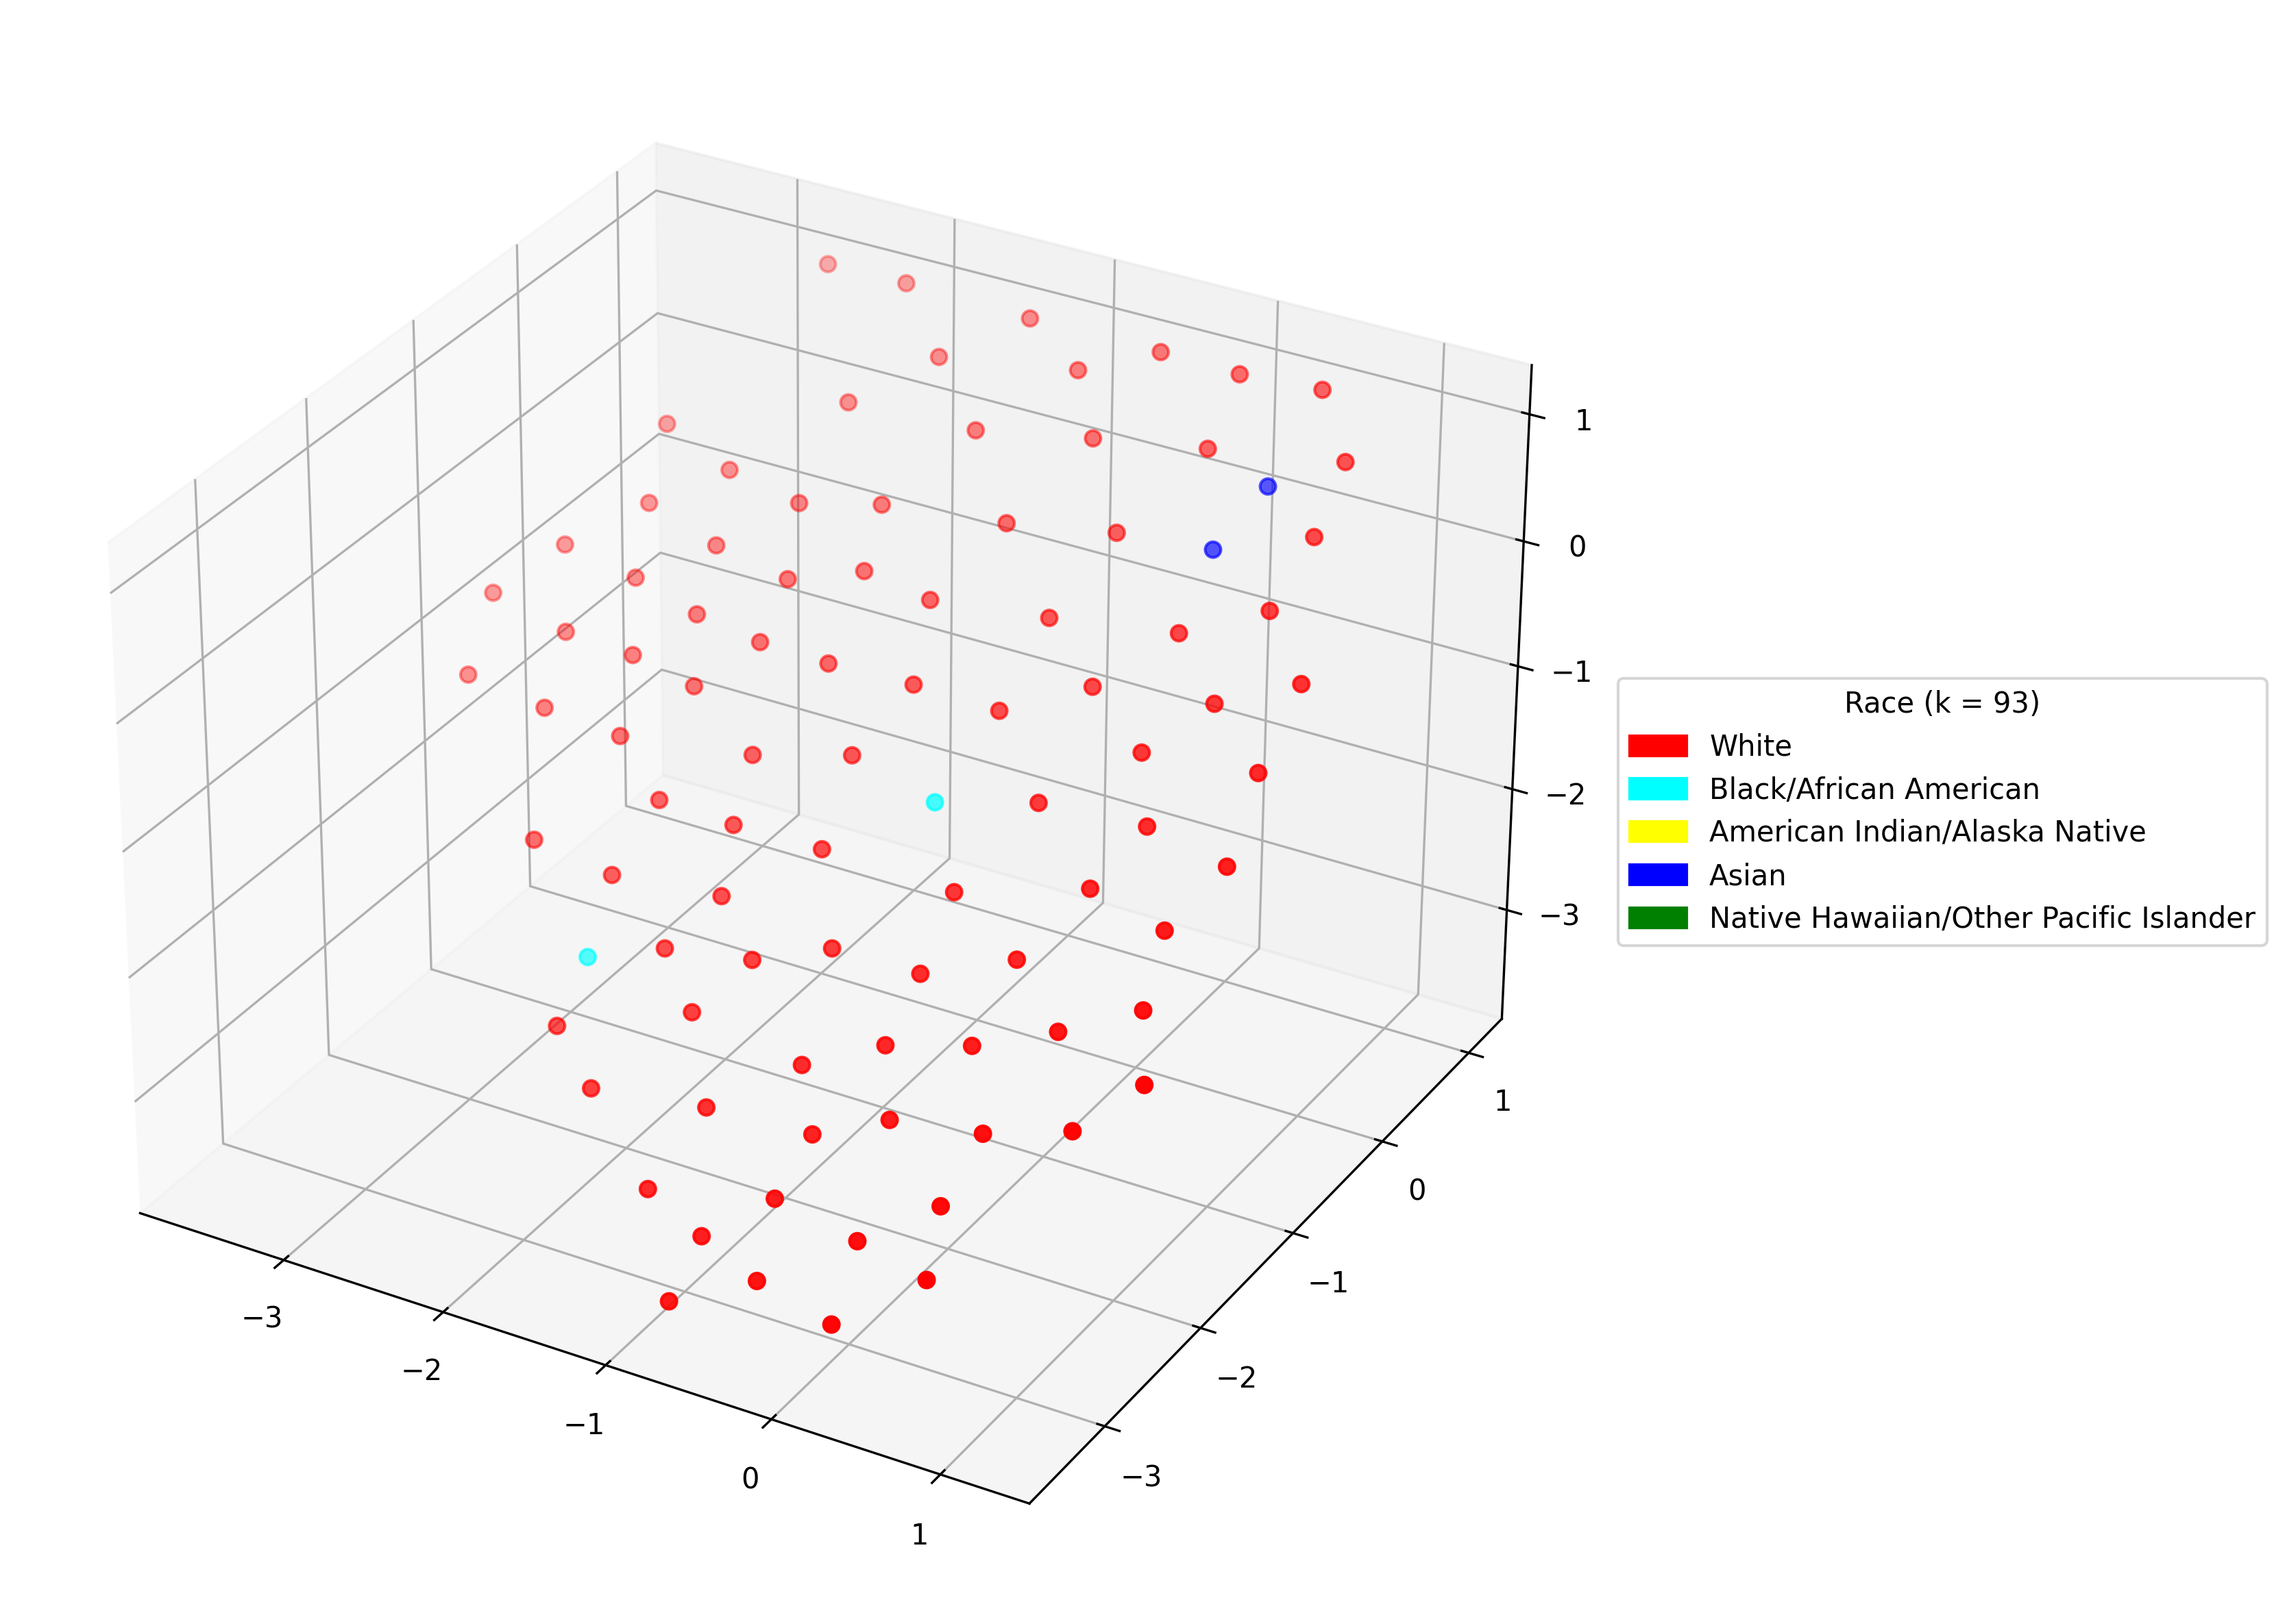 1
0
−1
−2
−3
Race (k = 93)
White
Black/African American
American Indian/Alaska Native
Asian
Native Hawaiian/Other Pacific Islander
1
0
−1
−2
−3
−3
−2
−1
0
1